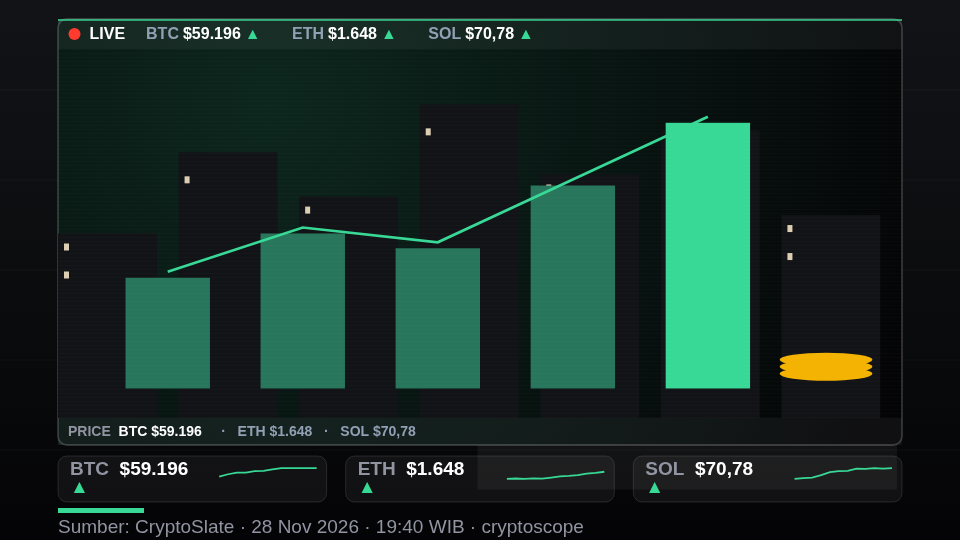 LIVE BTC $59.196 ▲ ETH $1.648 ▲ SOL $70,78 ▲
PRICE BTC $59.196 · ETH $1.648 · SOL $70,78
BTC $59.196 ▲
ETH $1.648 ▲
SOL $70,78 ▲
Sumber: CryptoSlate · 28 Nov 2026 · 19:40 WIB · cryptoscope